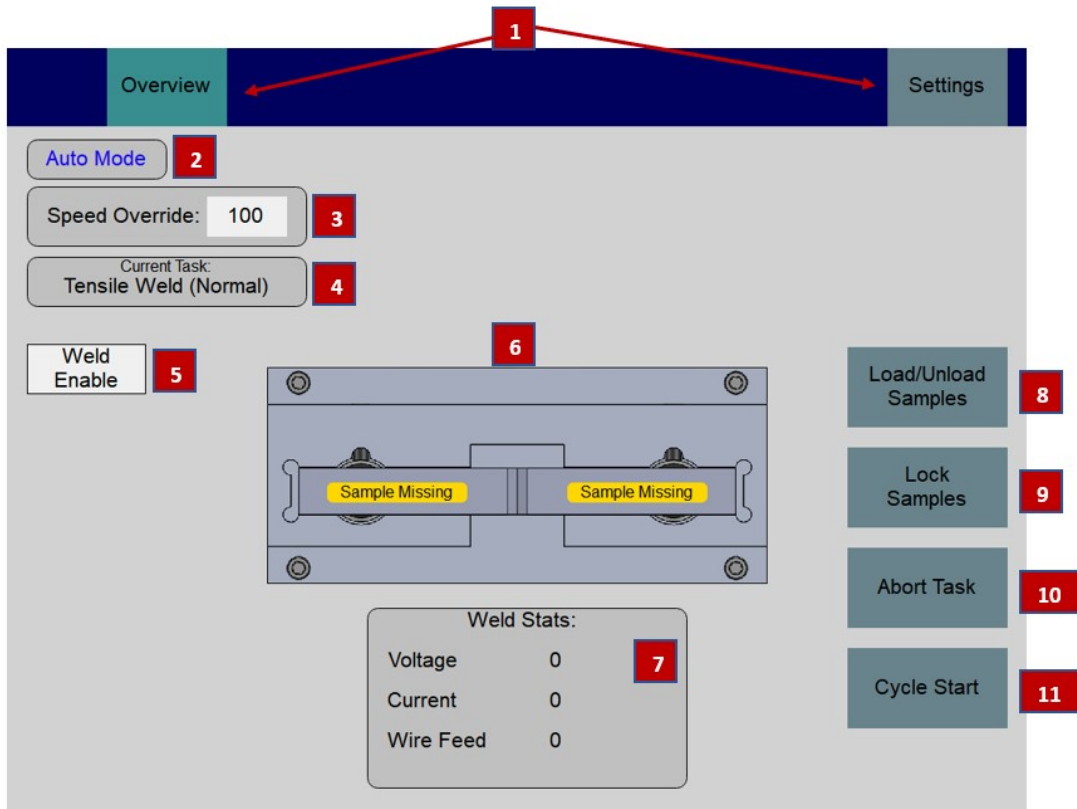 1
Overview
Settings
Auto Mode
2
Speed Override: 100
3
Current Task:
Tensile Weld (Normal)
4
Weld
Enable
5
6
Sample Missing
Sample Missing
Load/Unload
Samples
8
Lock
Samples
9
Abort Task
10
Cycle Start
11
Weld Stats:
Voltage 0
7
Current 0
Wire Feed 0